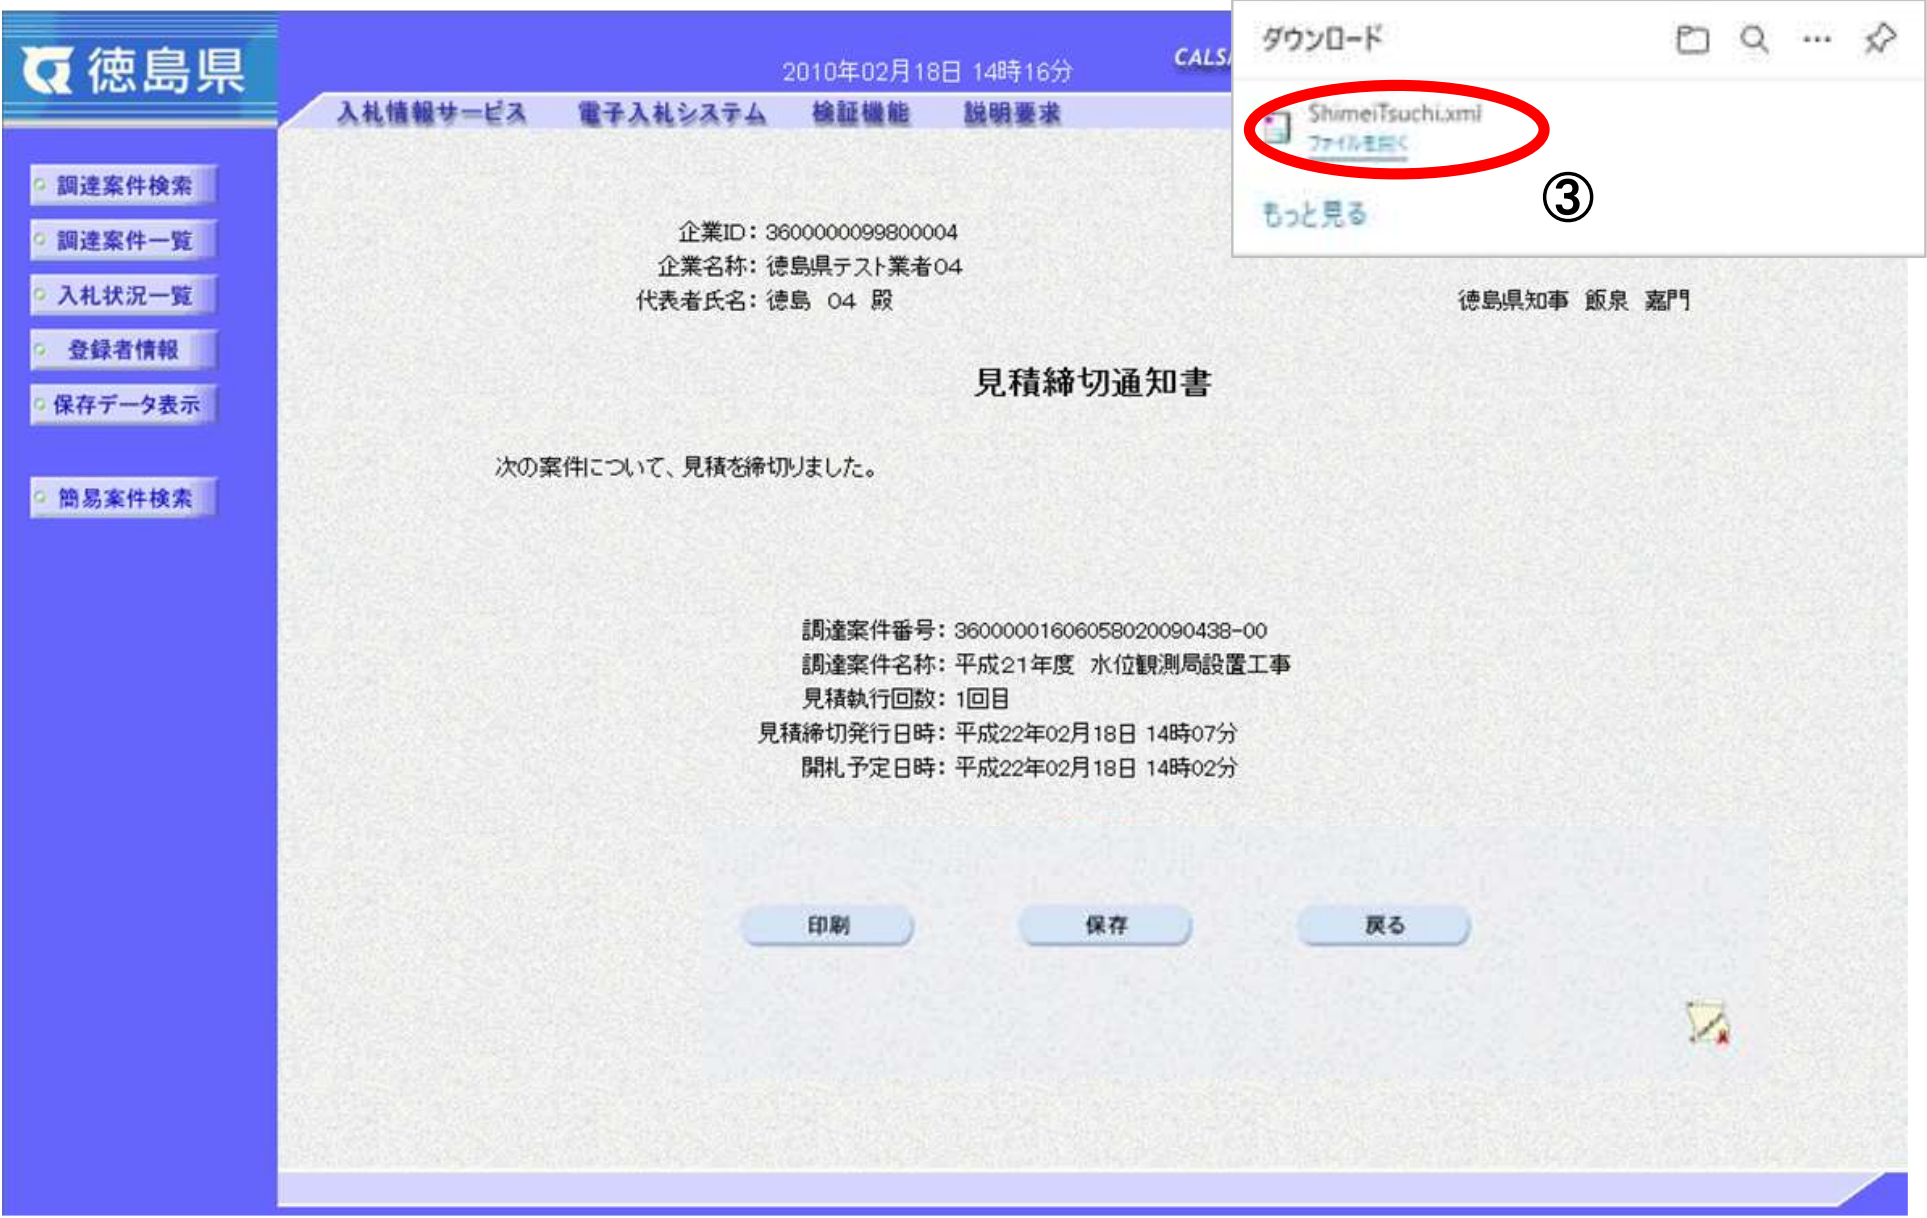 徳島県
2010年02月18日 14時16分
入札情報サービス 電子入札システム 検証機能 説明要求
ダウンロード
ShimeiTsuchi.xml
ファイルを開く
もっと見る
③
調達案件検索
調達案件一覧
入札状況一覧
登録者情報
保存データ表示
簡易案件検索
企業ID：3600000099800004
企業名称：徳島県テスト業者04
代表者氏名：徳島 04 殿
徳島県知事 飯泉 嘉門
見積締切通知書
次の案件について、見積を締切りました。
調達案件番号：36000001606058020090438-00
調達案件名称：平成21年度 水位観測局設置工事
見積執行回数：1回目
見積締切発行日時：平成22年02月18日 14時07分
開札予定日時：平成22年02月18日 14時02分
印刷 保存 戻る